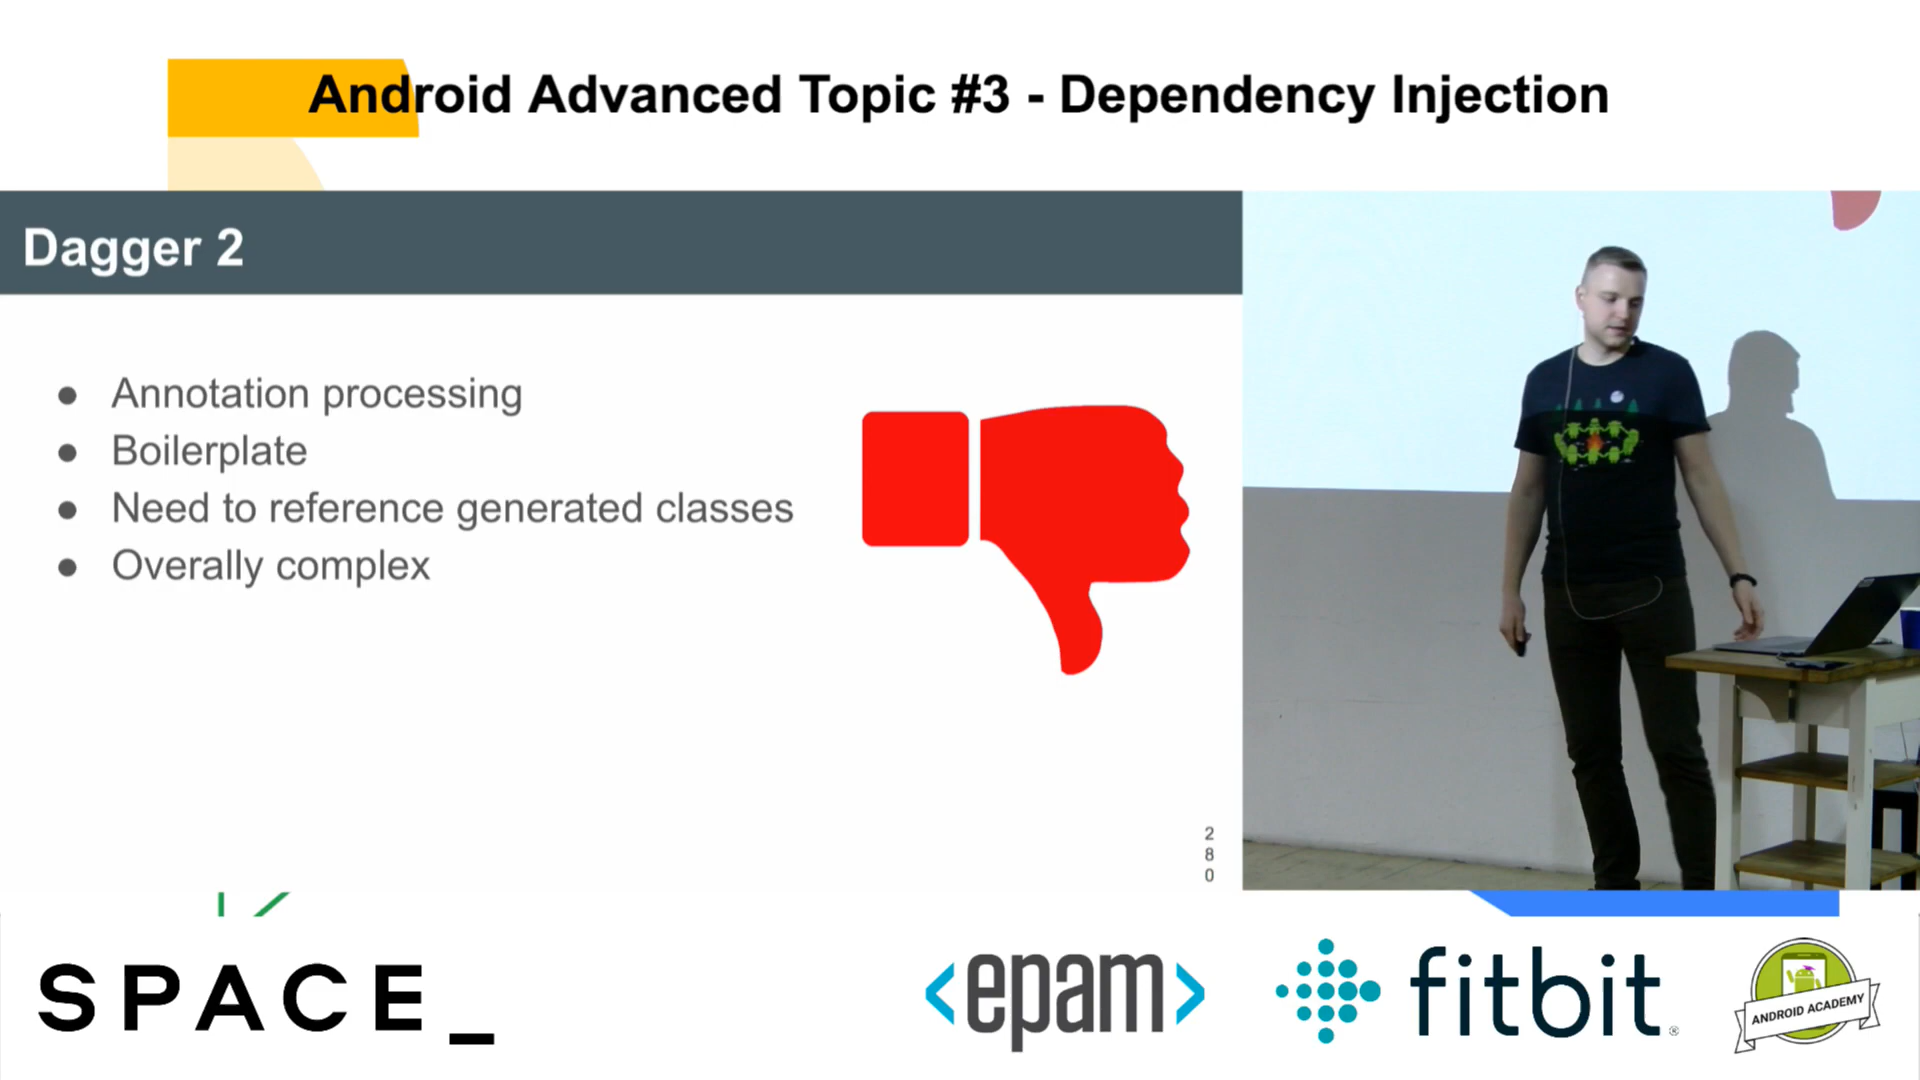 Android Advanced Topic #3 - Dependency Injection
Dagger 2
● Annotation processing
● Boilerplate
● Need to reference generated classes
● Overally complex
2
8
0
SPACE_
<epam>
fitbit®
ANDROID ACADEMY